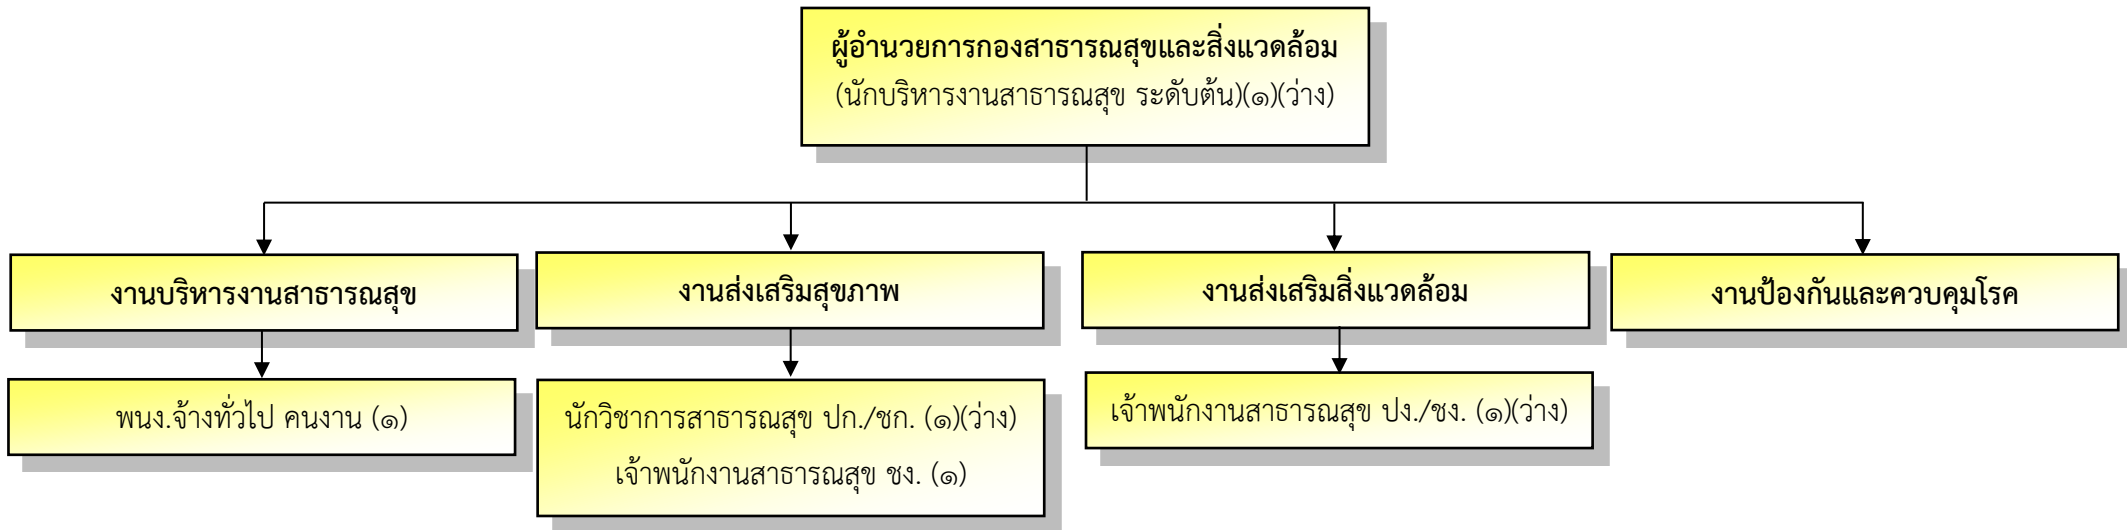 ผู้อำนวยการกองสาธารณสุขและสิ่งแวดล้อม
(นักบริหารงานสาธารณสุข ระดับต้น)(๑)(ว่าง)
งานบริหารงานสาธารณสุข
งานส่งเสริมสุขภาพ
งานส่งเสริมสิ่งแวดล้อม
งานป้องกันและควบคุมโรค
พนง.จ้างทั่วไป คนงาน (๑)
นักวิชาการสาธารณสุข ปก./ชก. (๑)(ว่าง)
เจ้าพนักงานสาธารณสุข ชง. (๑)
เจ้าพนักงานสาธารณสุข ปง./ชง. (๑)(ว่าง)